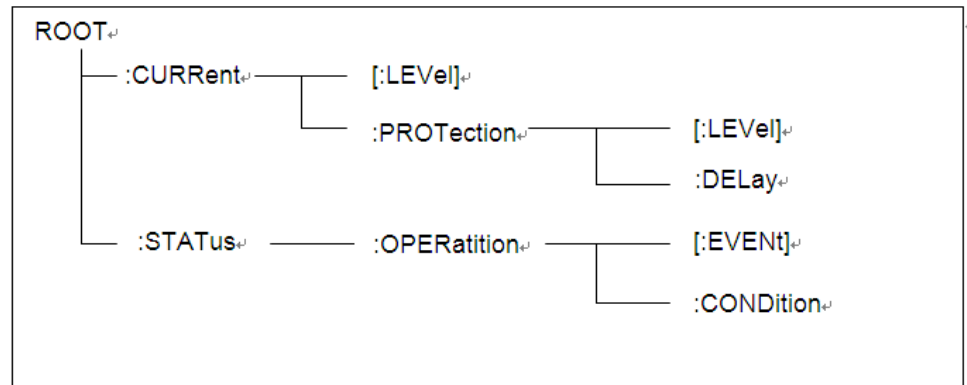 ROOT↵
:CURRent↵ [:LEVel]↵
:PROTection↵ [:LEVel]↵
:DELay↵
:STATus↵ :OPERatition↵ [:EVENt]↵
:CONDition↵